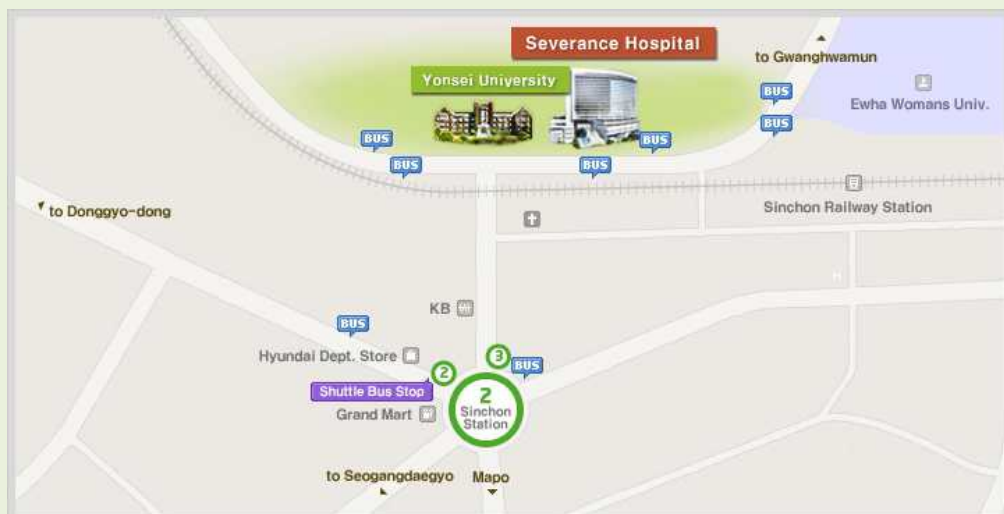 Severance Hospital
to Gwanghwamun
Yonsei University
BUS
Ewha Womans Univ.
BUS
BUS
BUS
BUS
BUS
to Donggyo-dong
Sinchon Railway Station
KB
BUS
Hyundai Dept. Store
3
BUS
2
Shuttle Bus Stop
2
Sinchon
Station
Grand Mart
to Seogangdaegyo
Mapo